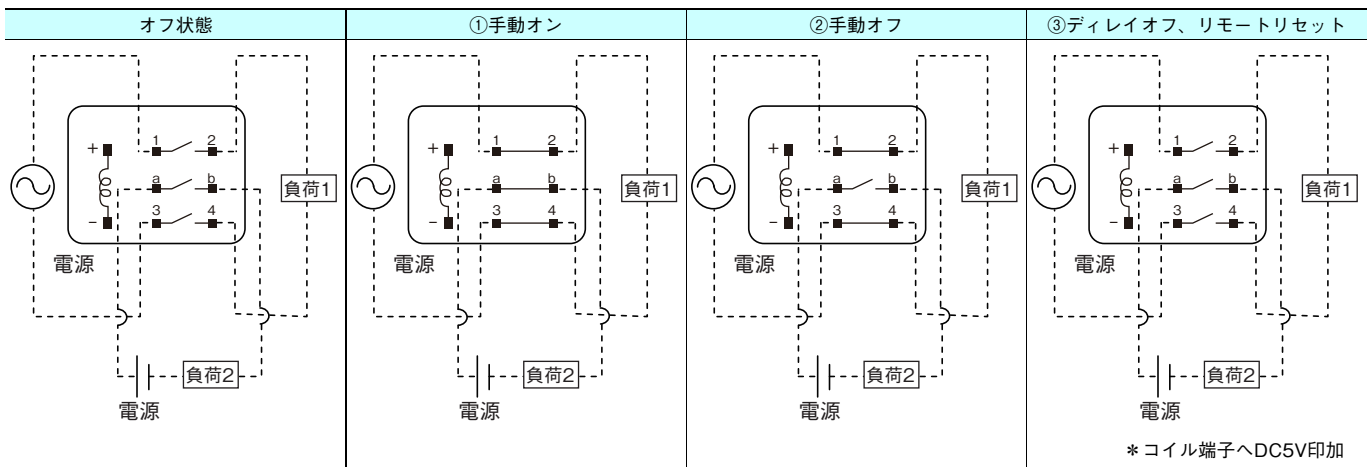 オフ状態
①手動オン
②手動オフ
③ディレイオフ、リモートリセット
1 2
+
a b
負荷1
3 4
−
電源
負荷2
電源
1 2
+
a b
負荷1
3 4
−
電源
負荷2
電源
1 2
+
a b
負荷1
3 4
−
電源
負荷2
電源
1 2
+
a b
負荷1
3 4
−
電源
負荷2
電源
＊コイル端子へDC5V印加